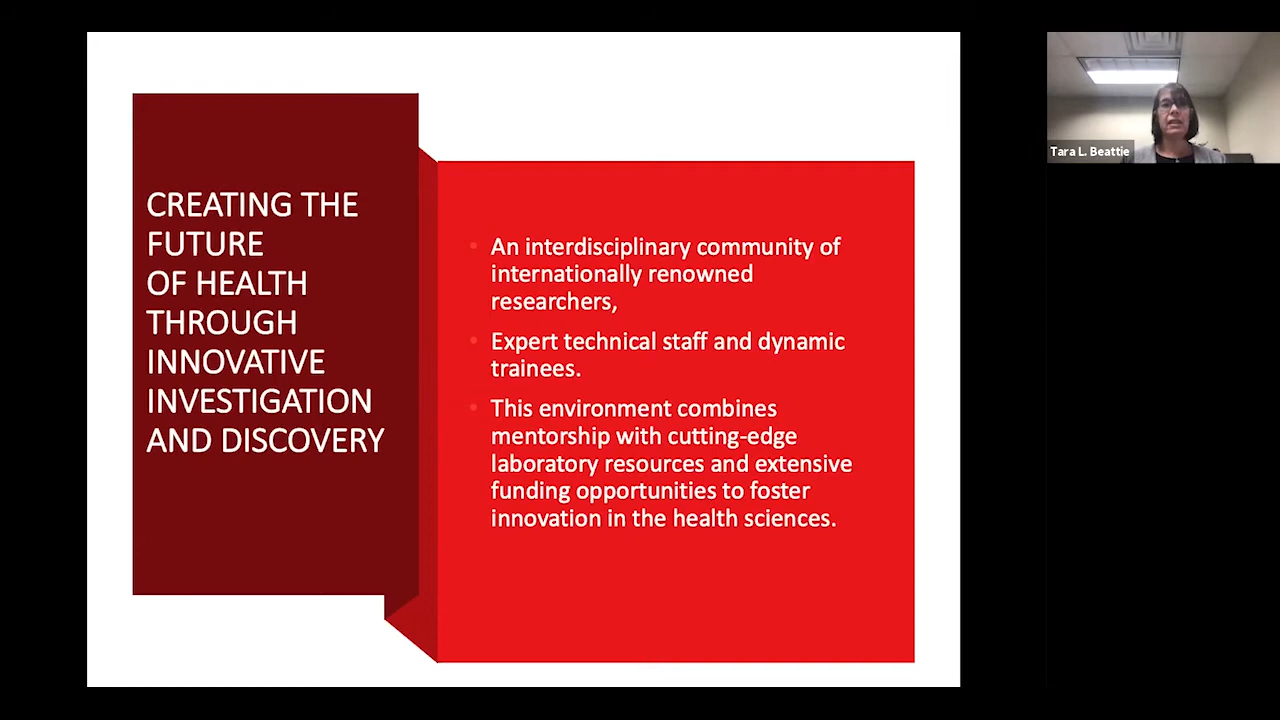 CREATING THE
FUTURE
OF HEALTH
THROUGH
INNOVATIVE
INVESTIGATION
AND DISCOVERY
• An interdisciplinary community of
internationally renowned
researchers,
• Expert technical staff and dynamic
trainees.
• This environment combines
mentorship with cutting-edge
laboratory resources and extensive
funding opportunities to foster
innovation in the health sciences.
Tara L. Beattie